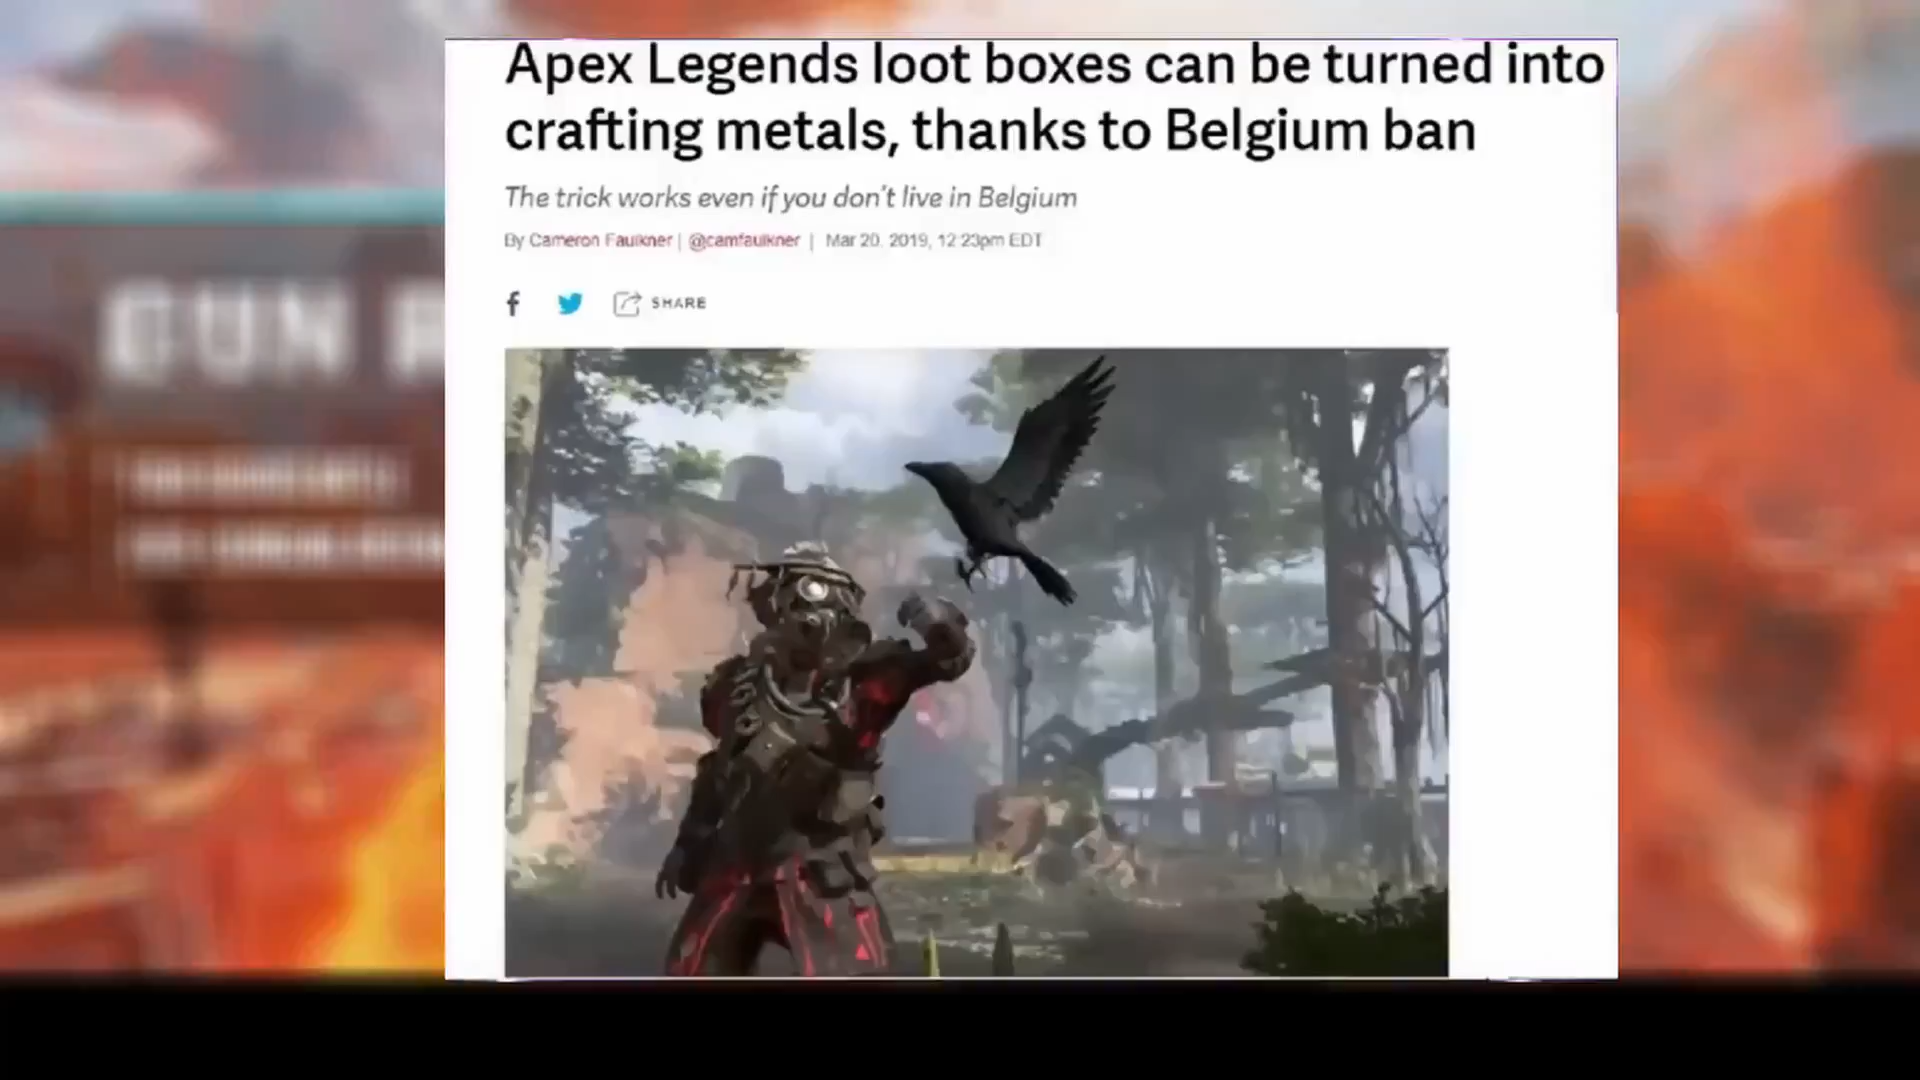 Apex Legends loot boxes can be turned into
crafting metals, thanks to Belgium ban
The trick works even if you don't live in Belgium
By Cameron Faulkner | @camfaulkner | Mar 20, 2019, 12:23pm EDT
f SHARE
GUN